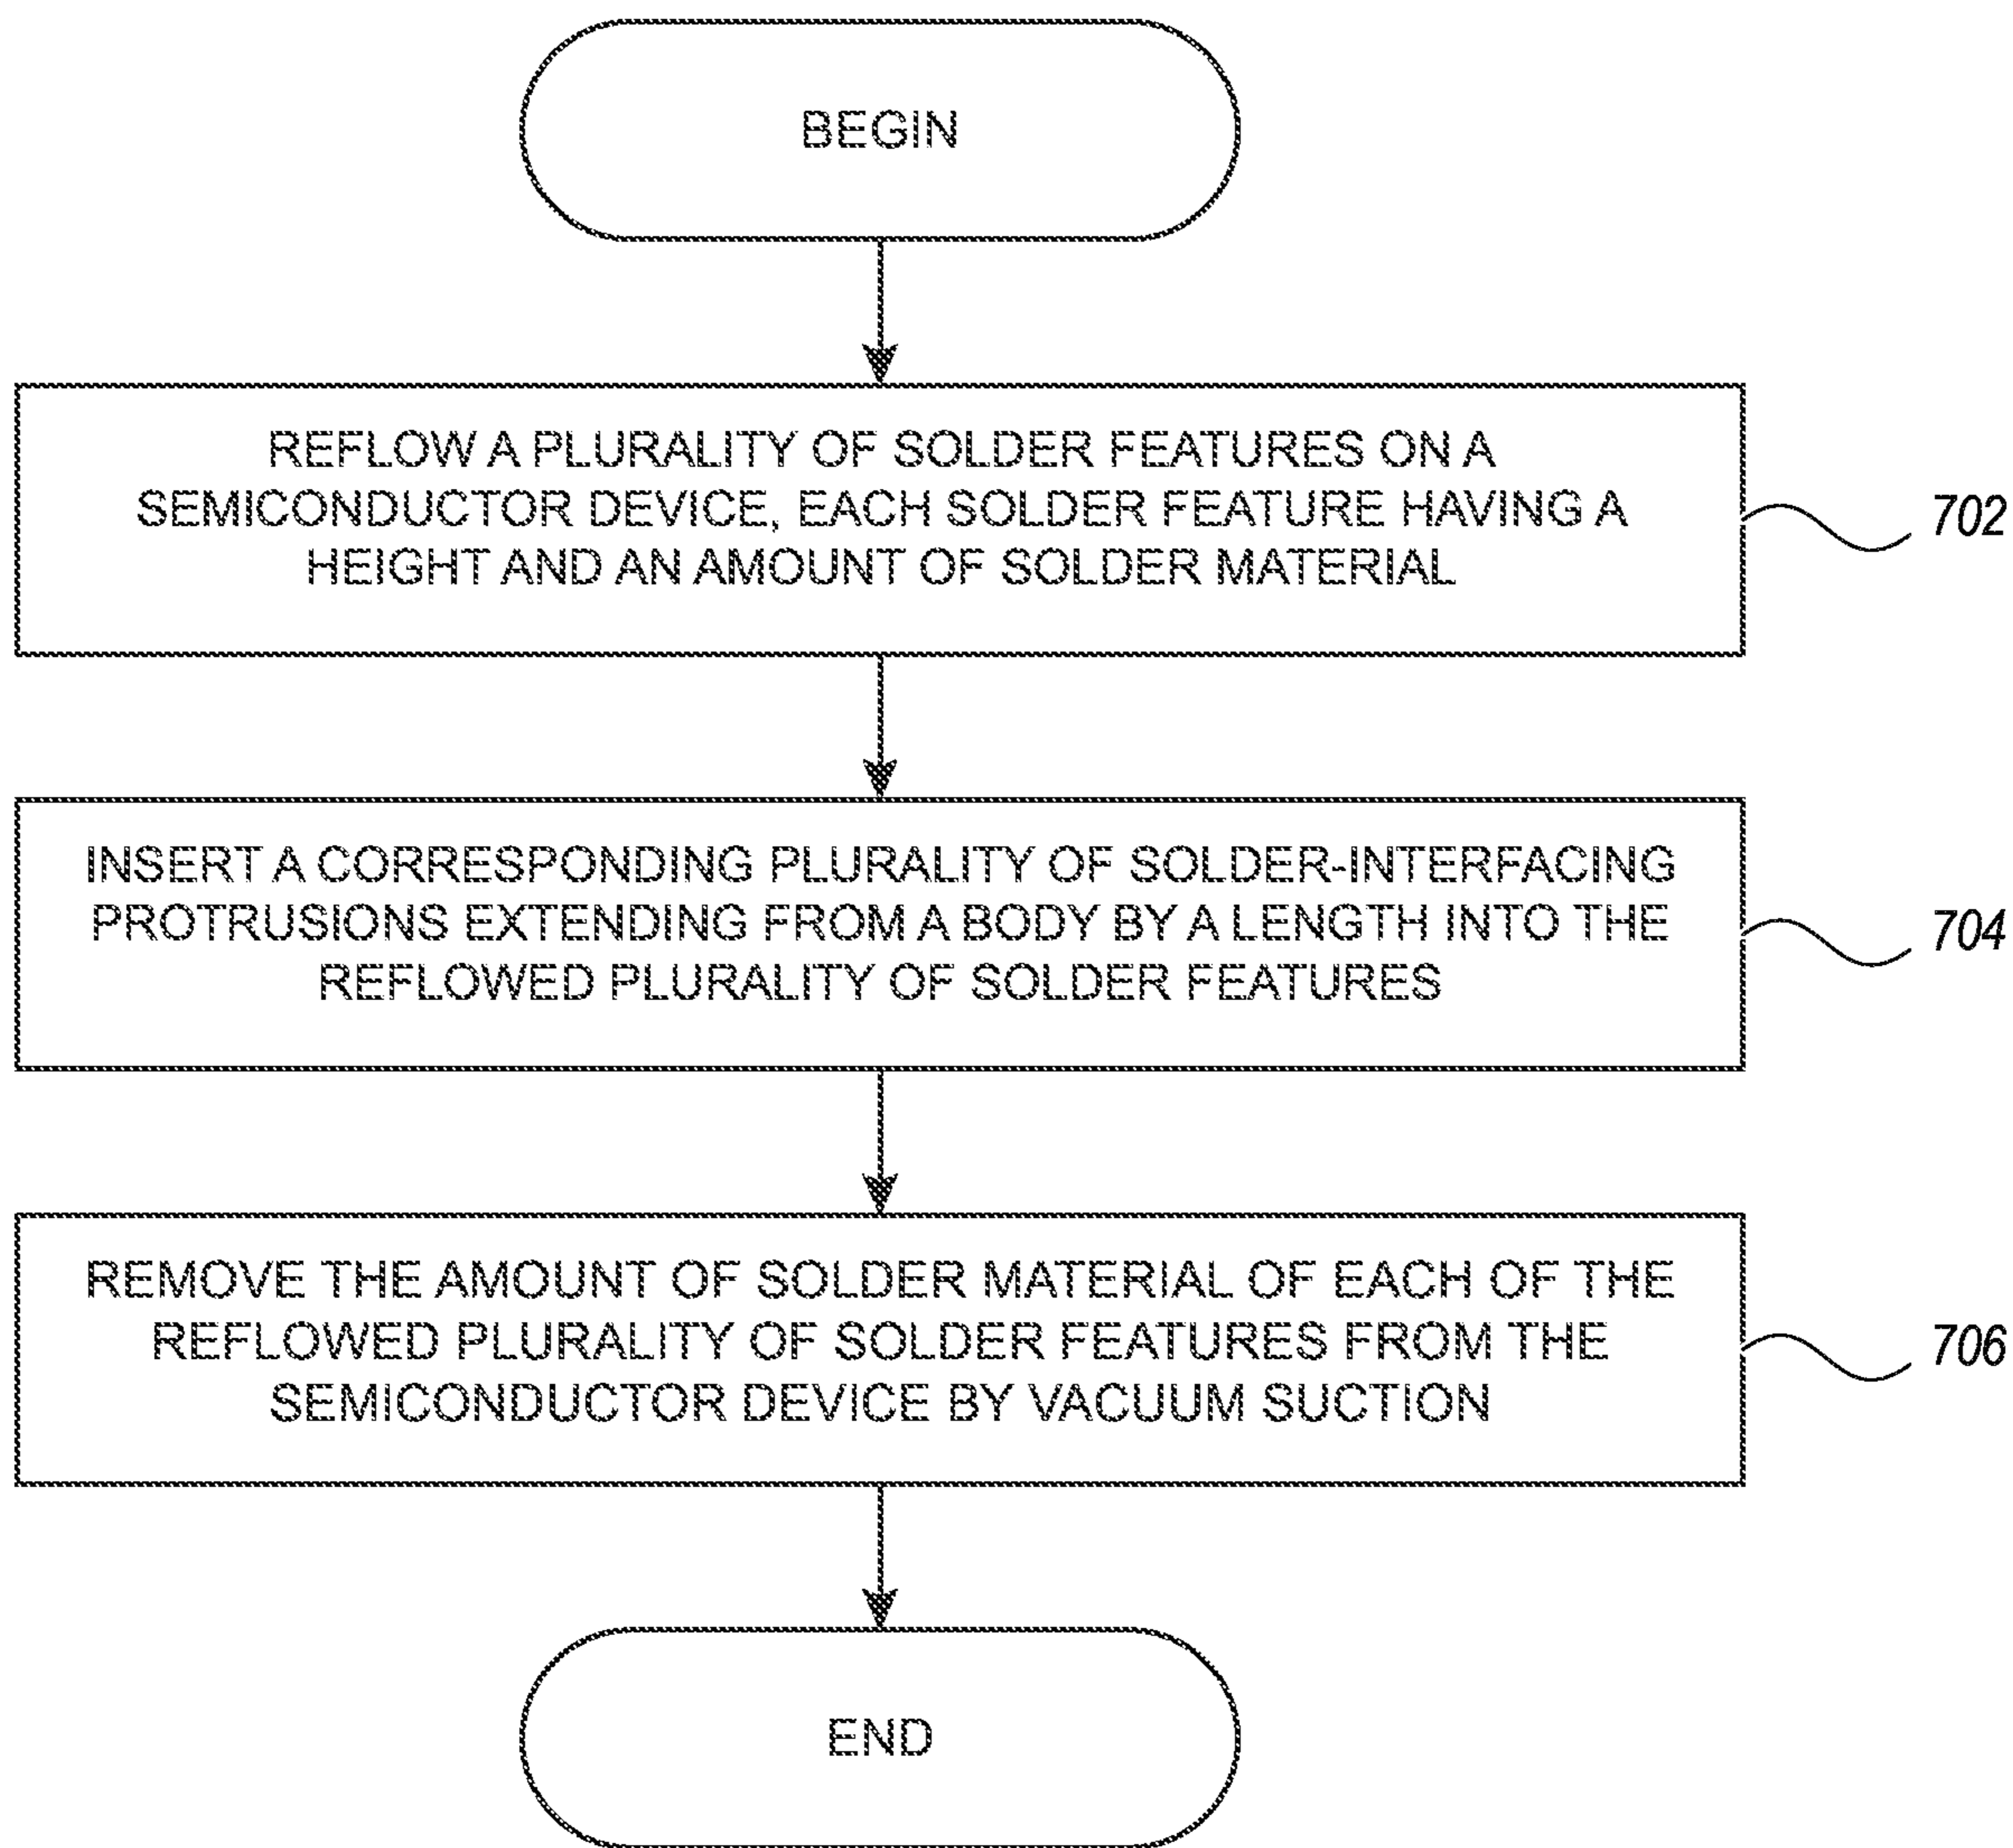 BEGIN
REFLOW A PLURALITY OF SOLDER FEATURES ON A
SEMICONDUCTOR DEVICE, EACH SOLDER FEATURE HAVING A
HEIGHT AND AN AMOUNT OF SOLDER MATERIAL
702
INSERT A CORRESPONDING PLURALITY OF SOLDER-INTERFACING
PROTRUSIONS EXTENDING FROM A BODY BY A LENGTH INTO THE
REFLOWED PLURALITY OF SOLDER FEATURES
704
REMOVE THE AMOUNT OF SOLDER MATERIAL OF EACH OF THE
REFLOWED PLURALITY OF SOLDER FEATURES FROM THE
SEMICONDUCTOR DEVICE BY VACUUM SUCTION
706
END